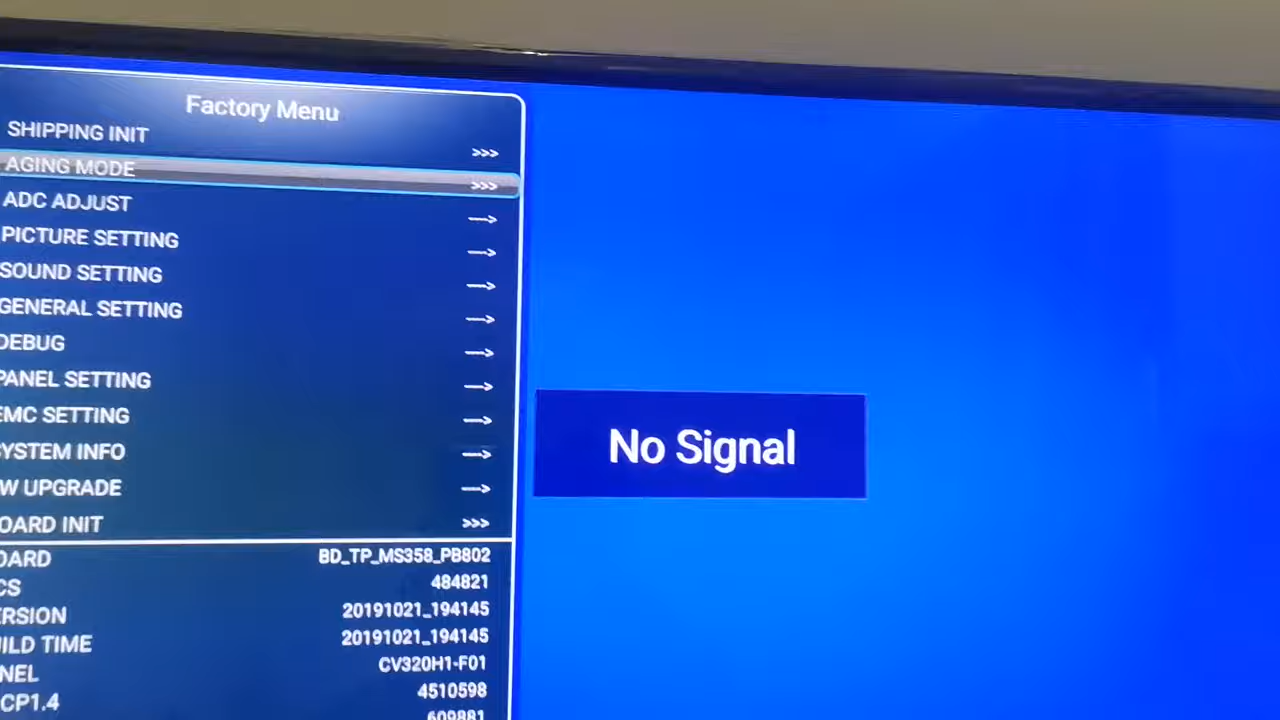 Factory Menu
SHIPPING INIT >>>
AGING MODE >>>
ADC ADJUST -->
PICTURE SETTING -->
SOUND SETTING -->
GENERAL SETTING -->
DEBUG -->
PANEL SETTING -->
EMC SETTING -->
YSTEM INFO -->
W UPGRADE -->
OARD INIT >>>
No Signal
OARD BD_TP_MS358_PB802
CS 484821
ERSION 20191021_194145
ILD TIME 20191021_194145
NEL CV320H1-F01
CP1.4 4510598
609881